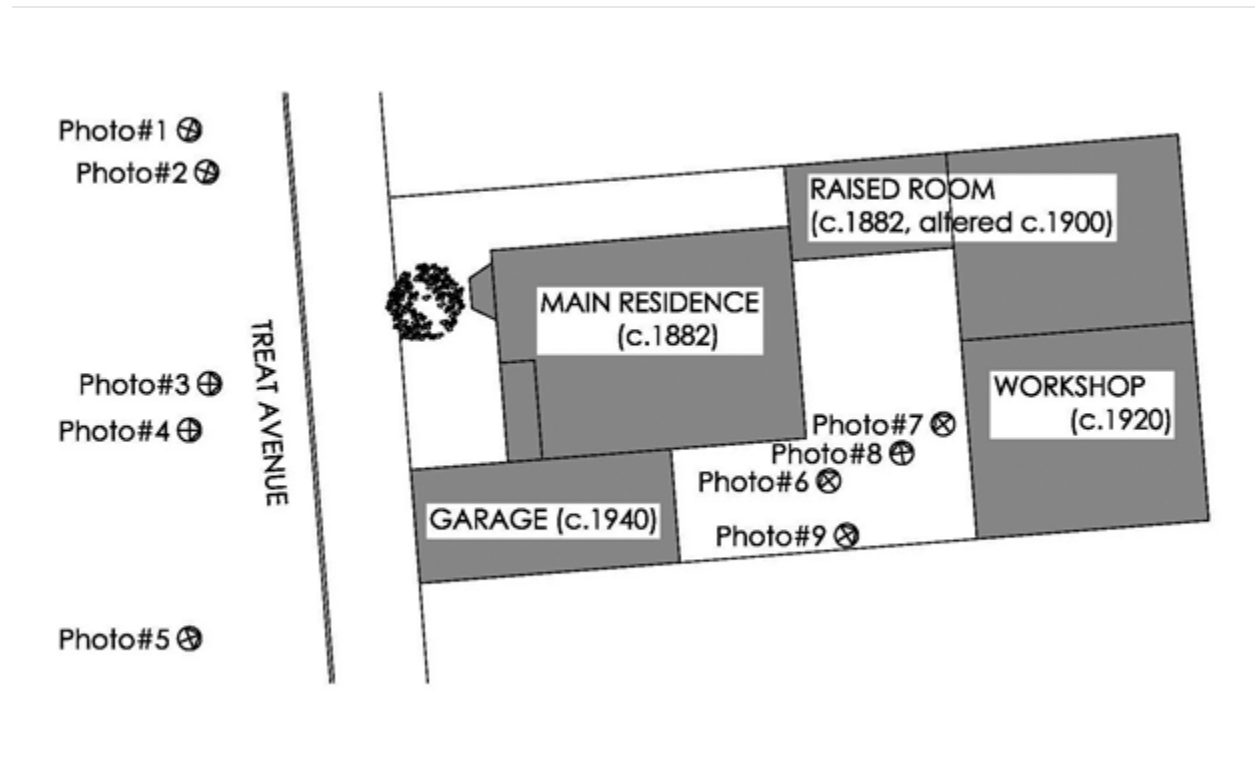 Photo#1
Photo#2
RAISED ROOM
(c.1882, altered c.1900)
MAIN RESIDENCE
(c.1882)
TREAT AVENUE
Photo#3
Photo#4
WORKSHOP
(c.1920)
Photo#7
Photo#8
Photo#6
GARAGE (c.1940)
Photo#9
Photo#5